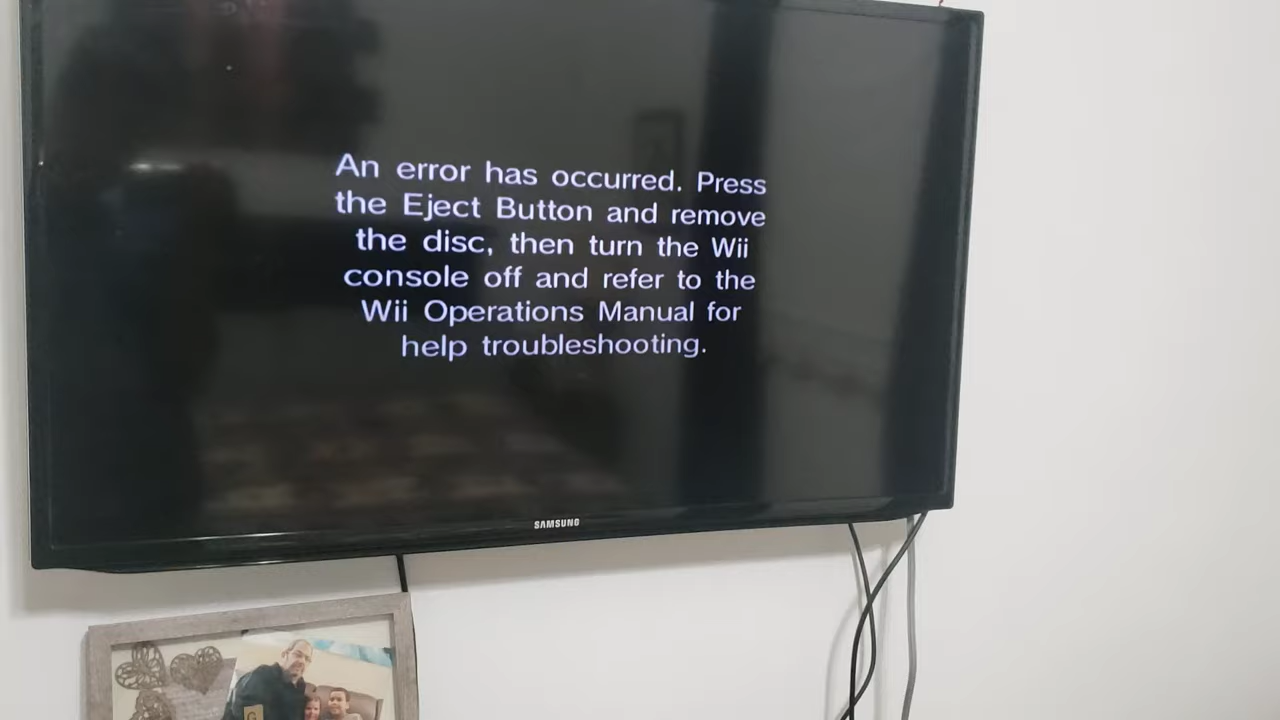 An error has occurred. Press
the Eject Button and remove
the disc, then turn the Wii
console off and refer to the
Wii Operations Manual for
help troubleshooting.
SAMSUNG